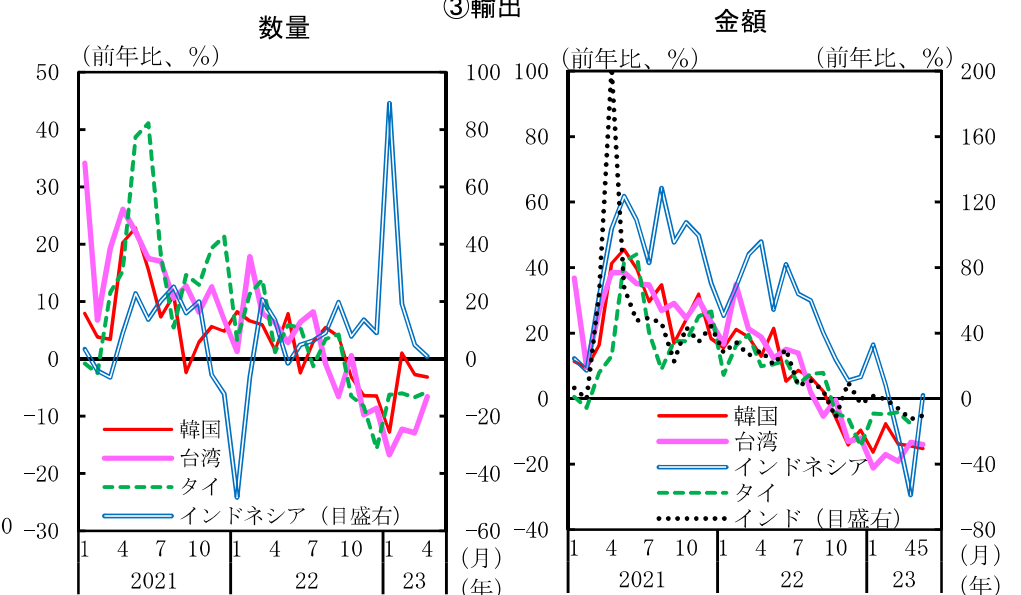 ③輸出
数量
(前年比、%)
50
40
30
20
10
0
−10
−20
−30
100
80
60
40
20
0
−20
−40
−60
韓国
台湾
タイ
インドネシア（目盛右）
1 4 7 10 1 4 7 10 1 4 (月)
2021 22 23 (年)
0
金額
(前年比、%) (前年比、%)
100
80
60
40
20
0
−20
−40
200
160
120
80
40
0
−40
−80
韓国
台湾
インドネシア
タイ
インド（目盛右）
1 4 7 10 1 4 7 10 1 45 (月)
2021 22 23 (年)